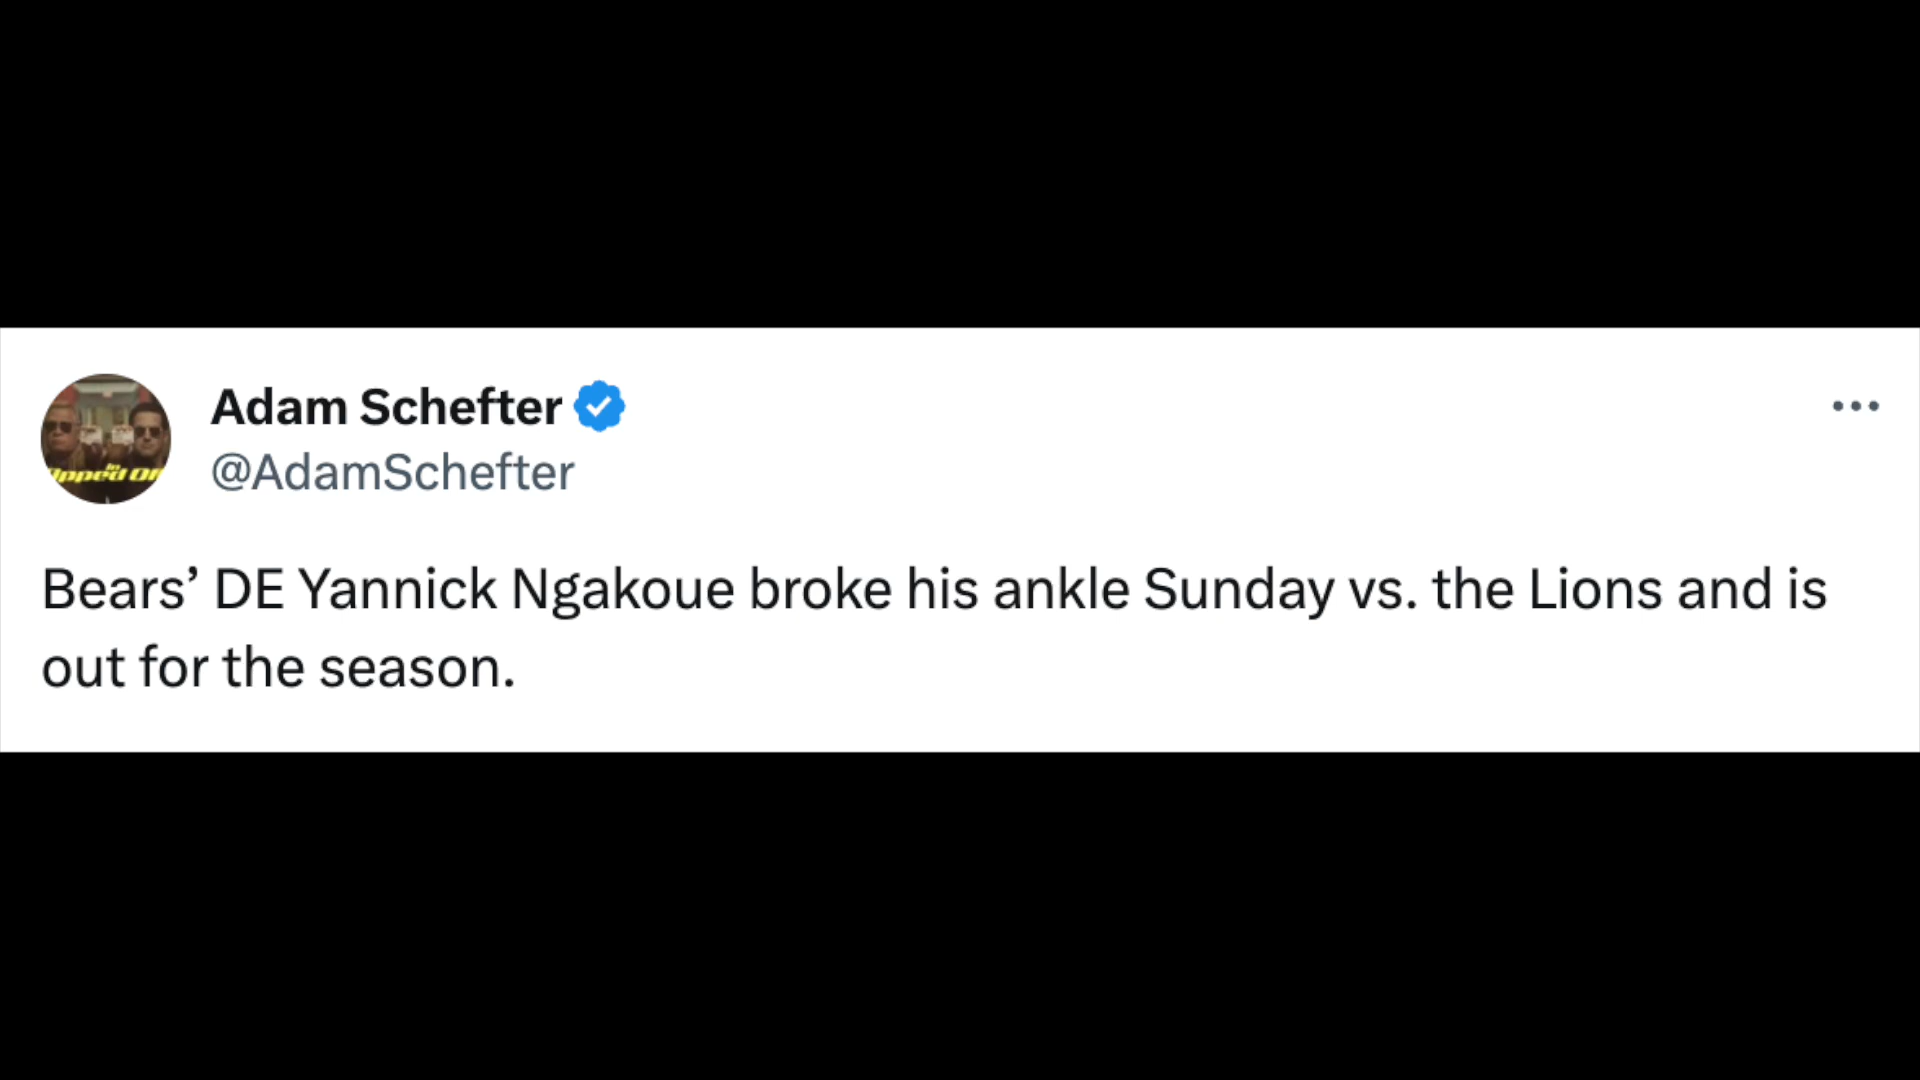 Adam Schefter
@AdamSchefter
Bears’ DE Yannick Ngakoue broke his ankle Sunday vs. the Lions and is
out for the season.